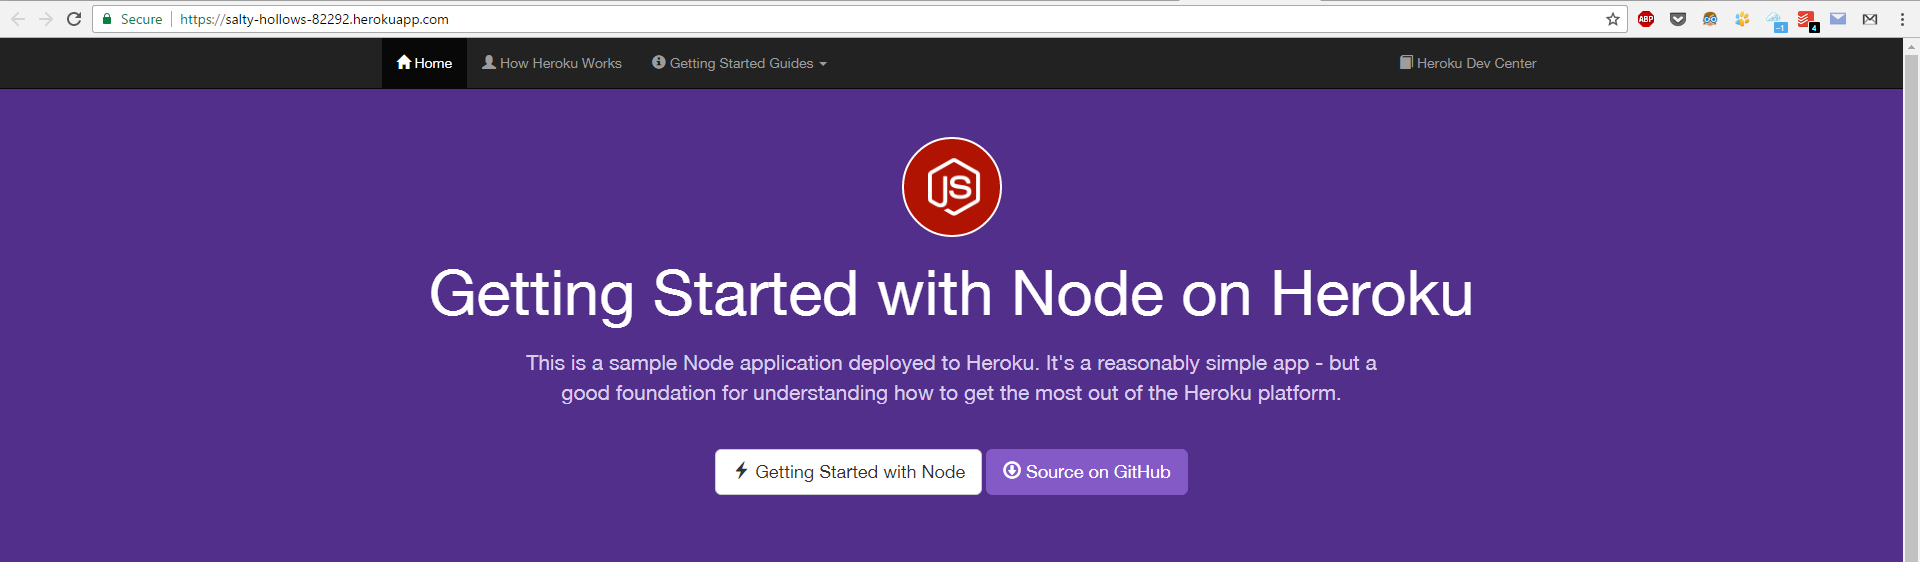 Secure https://salty-hollows-82292.herokuapp.com
ABP
-1
4
Home How Heroku Works Getting Started Guides Heroku Dev Center
JS
Getting Started with Node on Heroku
This is a sample Node application deployed to Heroku. It's a reasonably simple app - but a
good foundation for understanding how to get the most out of the Heroku platform.
Getting Started with Node Source on GitHub